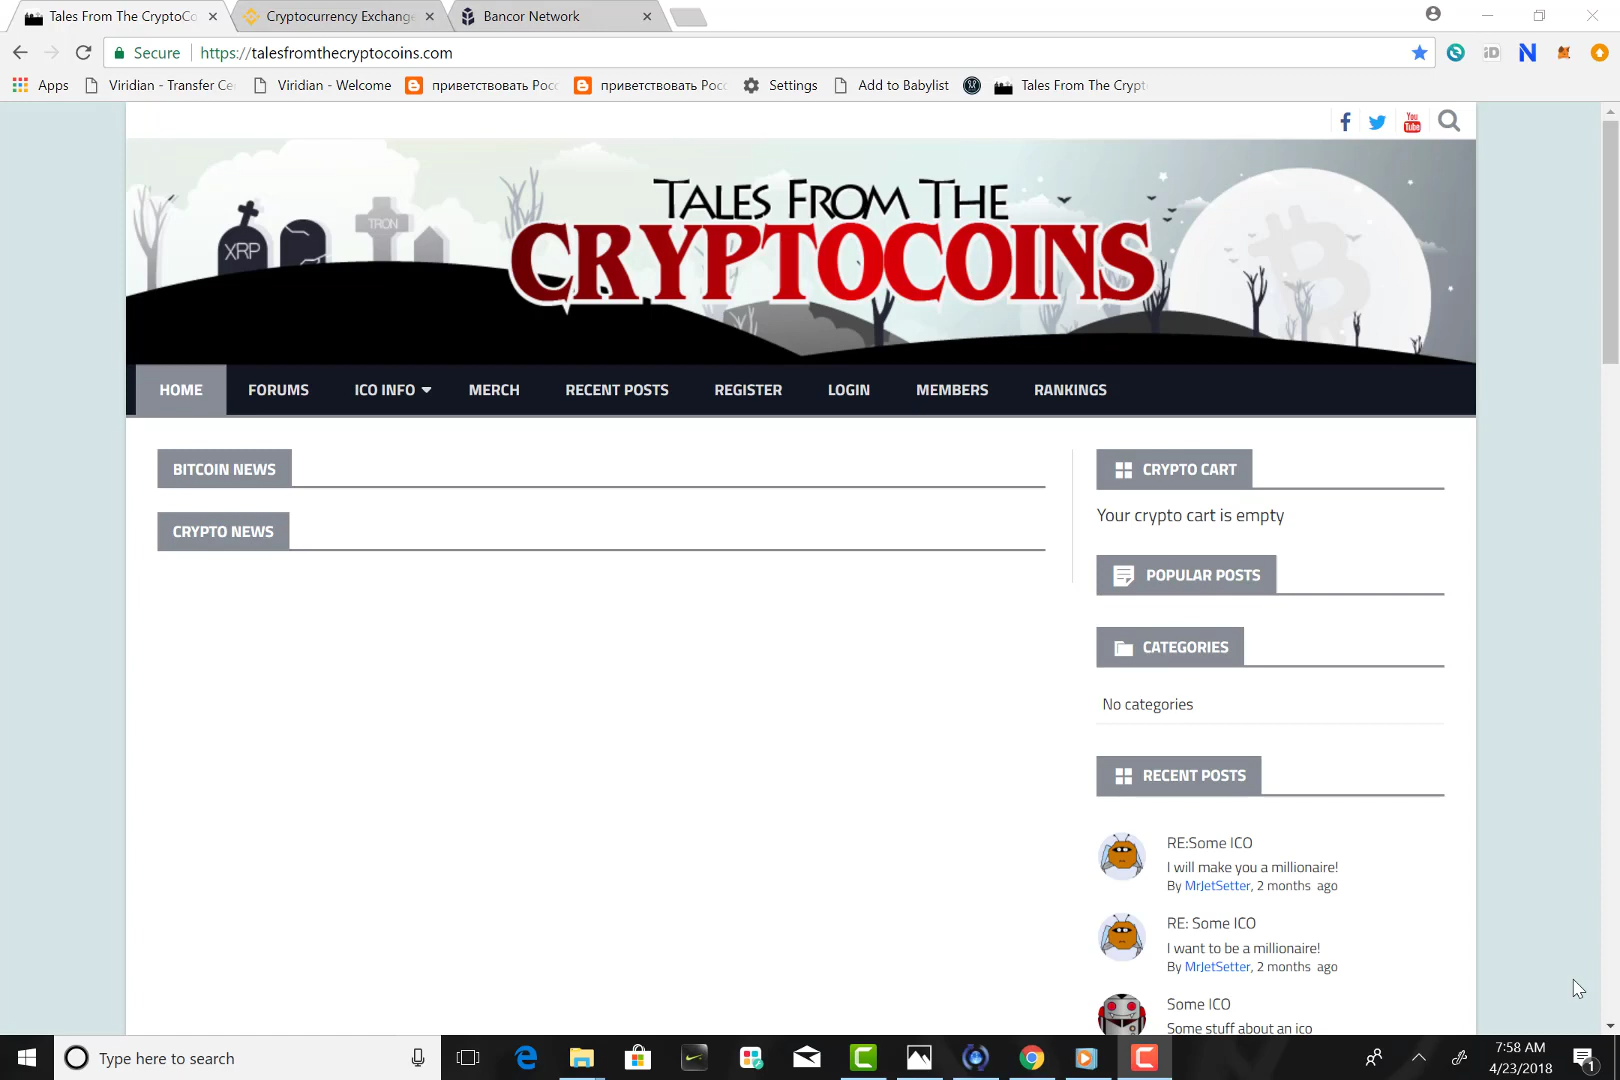 Tales From The CryptoCo
Cryptocurrency Exchange
Bancor Network
Secure https://talesfromthecryptocoins.com
iD N
Apps Viridian - Transfer Ce Viridian - Welcome приветствовать Росс приветствовать Росс Settings Add to Babylist Tales From The Crypt
You
Tube
XRP
TRON
TALES FROM THE
CRYPTOCOINS
HOME FORUMS ICO INFO MERCH RECENT POSTS REGISTER LOGIN MEMBERS RANKINGS
BITCOIN NEWS
CRYPTO NEWS
CRYPTO CART
Your crypto cart is empty
POPULAR POSTS
CATEGORIES
No categories
RECENT POSTS
RE:Some ICO
I will make you a millionaire!
By MrJetSetter, 2 months ago
RE: Some ICO
I want to be a millionaire!
By MrJetSetter, 2 months ago
Some ICO
Some stuff about an ico
Type here to search
7:58 AM
4/23/2018
1